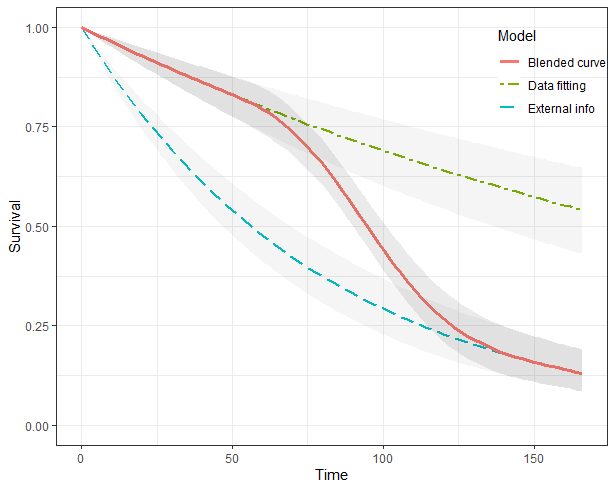 Model
Blended curve
Data fitting
External info
Survival
1.00
0.75
0.50
0.25
0.00
0
50
100
150
Time